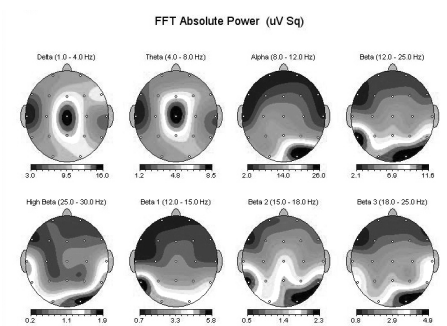 FFT Absolute Power (uV Sq)
Delta (1.0 - 4.0 Hz) Theta (4.0 - 8.0 Hz) Alpha (8.0 - 12.0 Hz) Beta (12.0 - 25.0 Hz)
3.0 9.5 16.0 1.2 4.8 8.5 2.0 14.0 26.0 2.1 6.9 11.6
High Beta (25.0 - 30.0 Hz) Beta 1 (12.0 - 15.0 Hz) Beta 2 (15.0 - 18.0 Hz) Beta 3 (18.0 - 25.0 Hz)
0.2 1.1 1.9 0.7 3.3 5.8 0.5 1.4 2.3 0.8 2.9 4.9